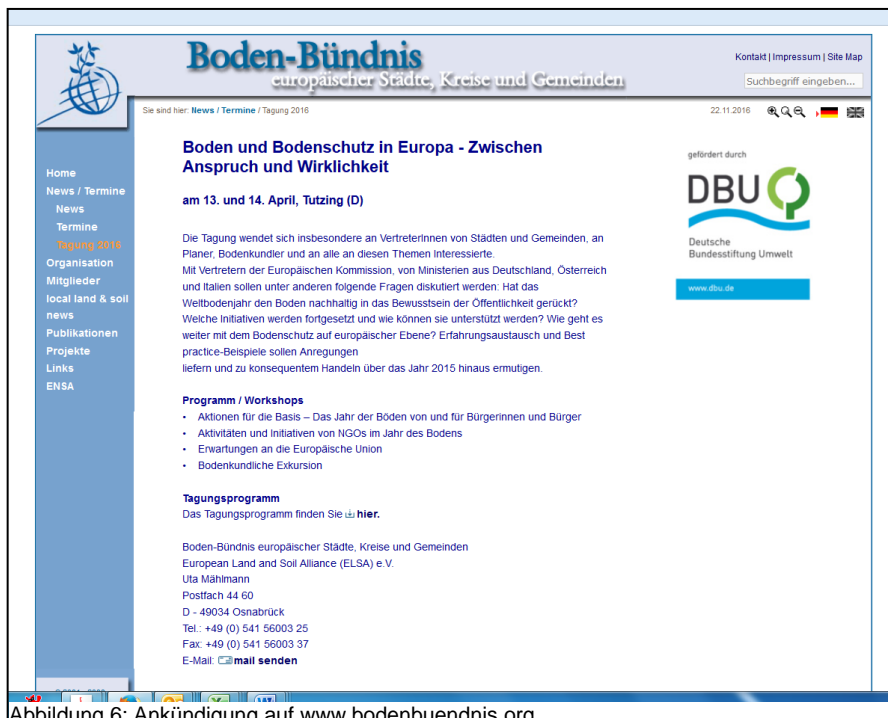 Boden-Bündnis
europäischer Städte, Kreise und Gemeinden
Kontakt | Impressum | Site Map
Suchbegriff eingeben...
Sie sind hier: News / Termine / Tagung 2016
22.11.2016
Home
News / Termine
News
Termine
Tagung 2016
Organisation
Mitglieder
local land & soil
news
Publikationen
Projekte
Links
ENSA
Boden und Bodenschutz in Europa - Zwischen
Anspruch und Wirklichkeit
am 13. und 14. April, Tutzing (D)
Die Tagung wendet sich insbesondere an VertreterInnen von Städten und Gemeinden, an
Planer, Bodenkundler und an alle an diesen Themen Interessierte.
Mit Vertretern der Europäischen Kommission, von Ministerien aus Deutschland, Österreich
und Italien sollen unter anderen folgende Fragen diskutiert werden: Hat das
Weltbodenjahr den Boden nachhaltig in das Bewusstsein der Öffentlichkeit gerückt?
Welche Initiativen werden fortgesetzt und wie können sie unterstützt werden? Wie geht es
weiter mit dem Bodenschutz auf europäischer Ebene? Erfahrungsaustausch und Best
practice-Beispiele sollen Anregungen
liefern und zu konsequentem Handeln über das Jahr 2015 hinaus ermutigen.
Programm / Workshops
• Aktionen für die Basis – Das Jahr der Böden von und für Bürgerinnen und Bürger
• Aktivitäten und Initiativen von NGOs im Jahr des Bodens
• Erwartungen an die Europäische Union
• Bodenkundliche Exkursion
Tagungsprogramm
Das Tagungsprogramm finden Sie hier.
Boden-Bündnis europäischer Städte, Kreise und Gemeinden
European Land and Soil Alliance (ELSA) e.V.
Uta Mählmann
Postfach 44 60
D - 49034 Osnabrück
Tel.: +49 (0) 541 56003 25
Fax: +49 (0) 541 56003 37
E-Mail: mail senden
gefördert durch
DBU
Deutsche
Bundesstiftung Umwelt
www.dbu.de
Abbildung 6: Ankündigung auf www.bodenbuendnis.org